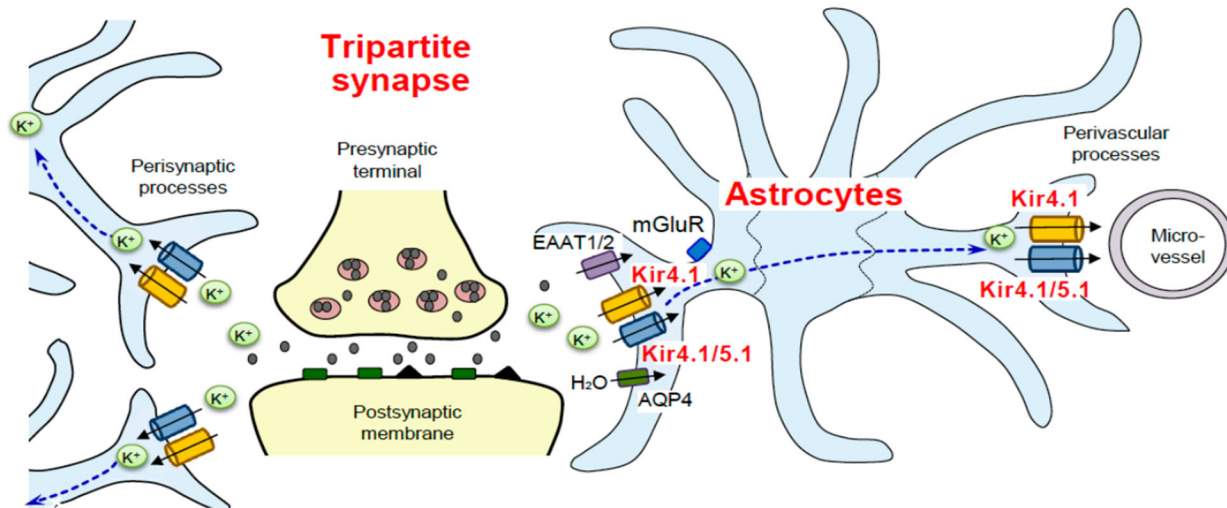 Tripartite
synapse
K⁺
Perisynaptic
processes
K⁺
K⁺
K⁺
K⁺
K⁺
Presynaptic
terminal
Postsynaptic
membrane
K⁺
K⁺
EAAT1/2
mGluR
Kir4.1
K⁺
Kir4.1/5.1
H₂O
AQP4
Astrocytes
Perivascular
processes
Kir4.1
K⁺
Kir4.1/5.1
Micro-
vessel